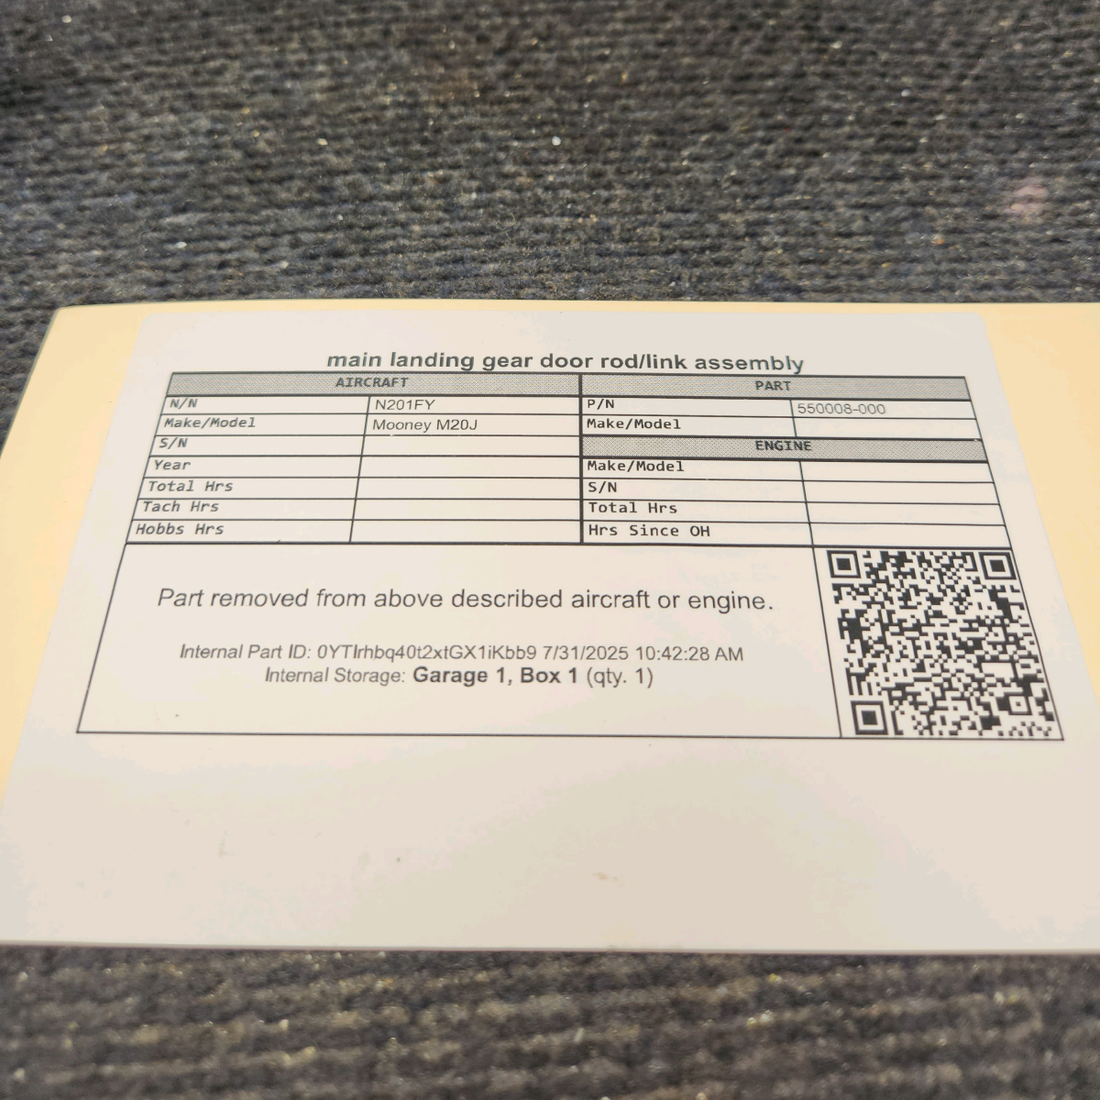 main landing gear door rod/link assembly
AIRCRAFT
N/N N201FY
Make/Model Mooney M20J
S/N
Year
Total Hrs
Tach Hrs
Hobbs Hrs
PART
P/N 550008-000
Make/Model
ENGINE
Make/Model
S/N
Total Hrs
Hrs Since OH
Part removed from above described aircraft or engine.
Internal Part ID: 0YTIrhbq40t2xtGX1iKbb9 7/31/2025 10:42:28 AM
Internal Storage: Garage 1, Box 1 (qty. 1)